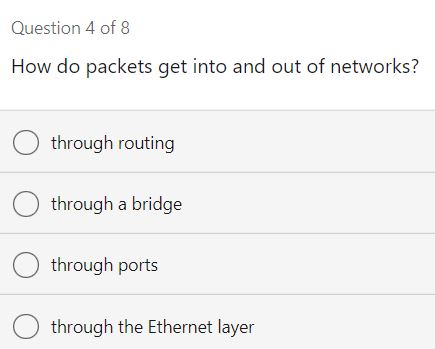 Question 4 of 8
How do packets get into and out of networks?
through routing
through a bridge
through ports
through the Ethernet layer